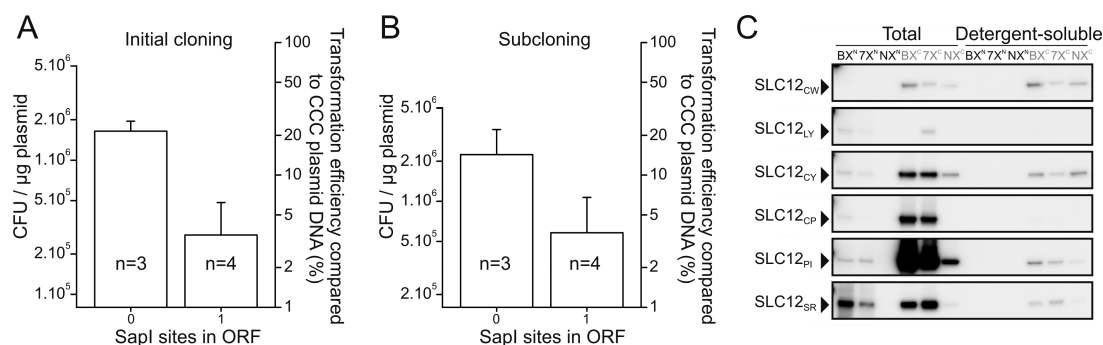 A
Initial cloning
CFU / µg plasmid
5.10⁶
2.10⁶
1.10⁶
5.10⁵
2.10⁵
1.10⁵
n=3
n=4
0
1
SapI sites in ORF
100
50
20
10
5
2
1
Transformation efficiency compared
to CCC plasmid DNA (%)
B
Subcloning
CFU / µg plasmid
5.10⁶
2.10⁶
1.10⁶
5.10⁵
2.10⁵
n=3
n=4
0
1
SapI sites in ORF
100
50
20
10
5
2
1
Transformation efficiency compared
to CCC plasmid DNA (%)
C
Total Detergent-soluble
BXᴺ 7Xᴺ NXᴺ BXᶜ 7Xᶜ NXᶜ BXᴺ 7Xᴺ NXᴺ BXᶜ 7Xᶜ NXᶜ
SLC12CW
SLC12LY
SLC12CY
SLC12CP
SLC12PI
SLC12SR